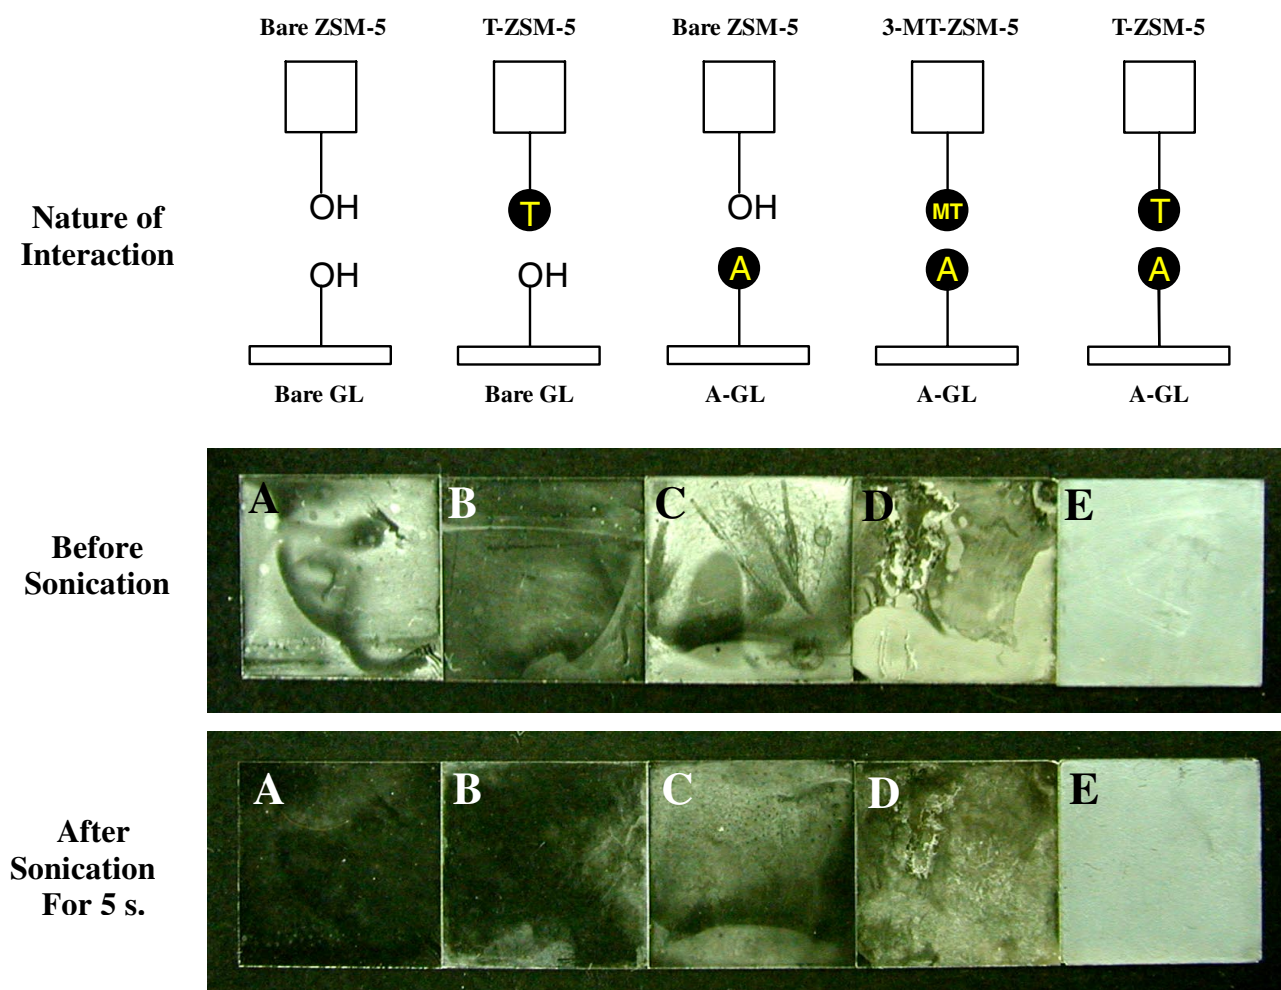 Bare ZSM-5 T-ZSM-5 Bare ZSM-5 3-MT-ZSM-5 T-ZSM-5
Nature of
Interaction
OH T OH MT T
OH OH A A A
Bare GL Bare GL A-GL A-GL A-GL
Before
Sonication
A B C D E
After
Sonication
For 5 s.
A B C D E